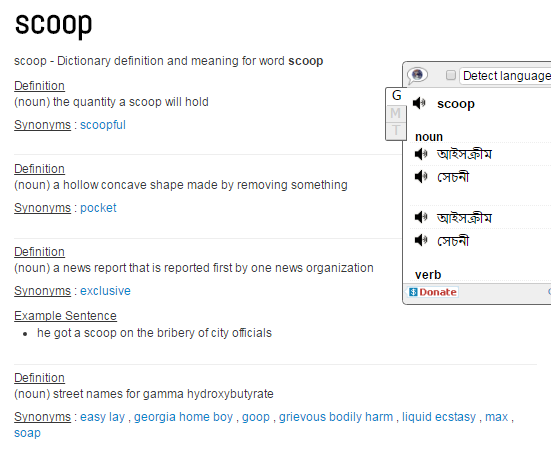 scoop
scoop - Dictionary definition and meaning for word scoop
Definition
(noun) the quantity a scoop will hold
Synonyms : scoopful
Definition
(noun) a hollow concave shape made by removing something
Synonyms : pocket
Definition
(noun) a news report that is reported first by one news organization
Synonyms : exclusive
Example Sentence
• he got a scoop on the bribery of city officials
Definition
(noun) street names for gamma hydroxybutyrate
Synonyms : easy lay , georgia home boy , goop , grievous bodily harm , liquid ecstasy , max ,
soap
Detect language
G
M
T
scoop
noun
আইসক্রীম
সেচনী
আইসক্রীম
সেচনী
verb
Donate